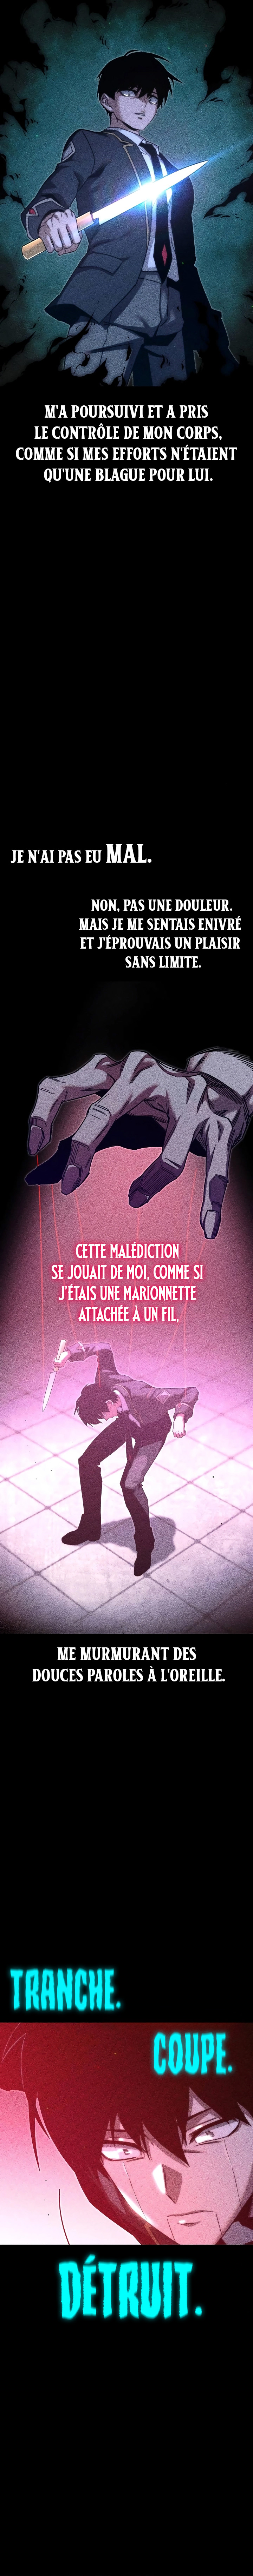 M'A POURSUIVI ET A PRIS
LE CONTRÔLE DE MON CORPS,
COMME SI MES EFFORTS N'ÉTAIENT
QU'UNE BLAGUE POUR LUI.
JE N'AI PAS EU MAL.
NON, PAS UNE DOULEUR.
MAIS JE ME SENTAIS ENIVRÉ
ET J'ÉPROUVAIS UN PLAISIR
SANS LIMITE.
CETTE MALÉDICTION
SE JOUAIT DE MOI, COMME SI
J'ÉTAIS UNE MARIONNETTE
ATTACHÉE À UN FIL,
ME MURMURANT DES
DOUCES PAROLES À L'OREILLE.
TRANCHE.
COUPE.
DÉTRUIT.